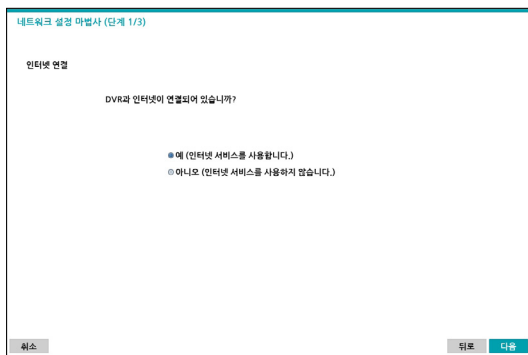 네트워크 설정 마법사 (단계 1/3)
인터넷 연결
DVR과 인터넷이 연결되어 있습니까?
예 (인터넷 서비스를 사용합니다.)
아니오 (인터넷 서비스를 사용하지 않습니다.)
취소
뒤로
다음